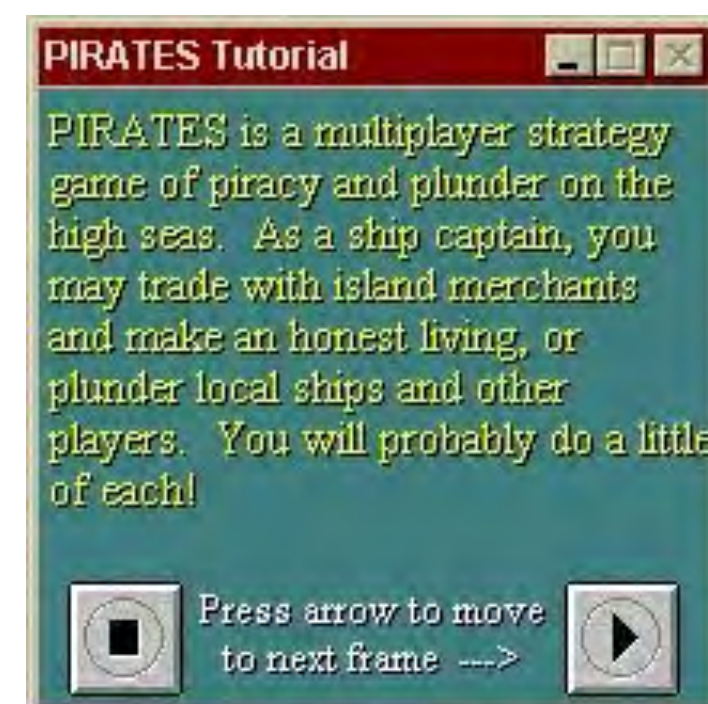 PIRATES Tutorial
PIRATES is a multiplayer strategy
game of piracy and plunder on the
high seas.  As a ship captain, you
may trade with island merchants
and make an honest living, or
plunder local ships and other
players.  You will probably do a little
of each!
Press arrow to move
to next frame --->